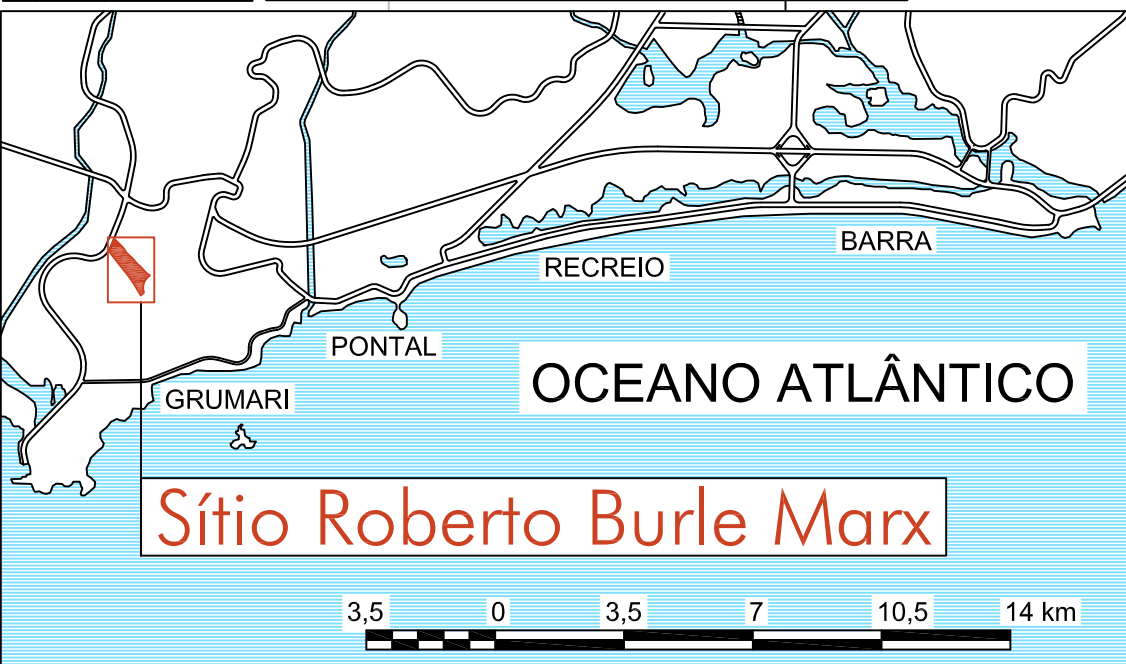 BARRA
RECREIO
PONTAL
OCEANO ATLÂNTICO
GRUMARI
Sítio Roberto Burle Marx
3,5 0 3,5 7 10,5 14 km